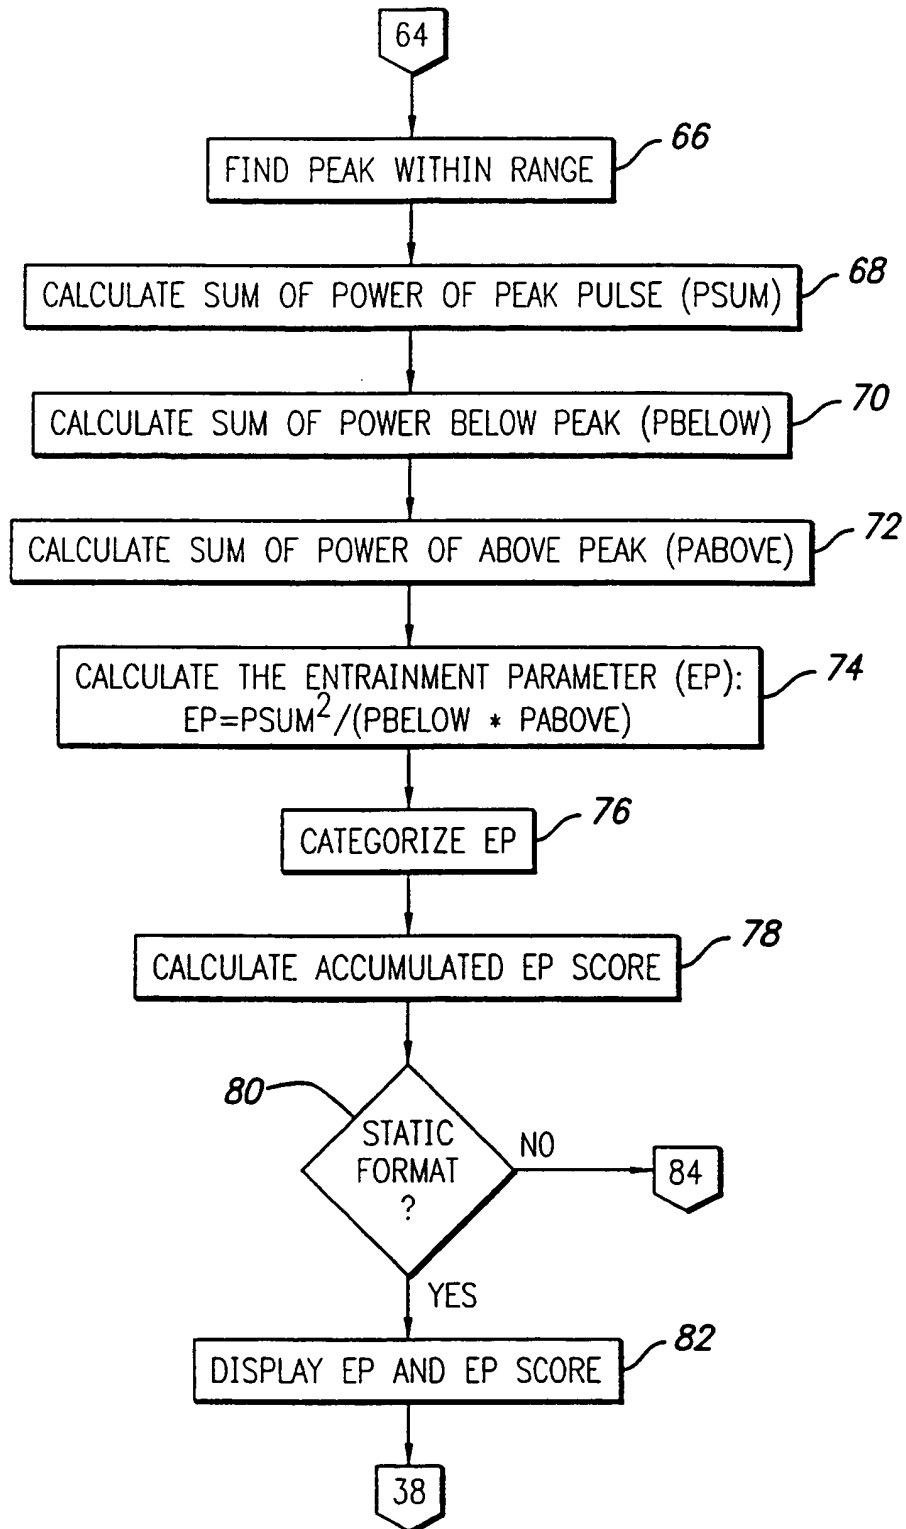 64
66
FIND PEAK WITHIN RANGE
68
CALCULATE SUM OF POWER OF PEAK PULSE (PSUM)
70
CALCULATE SUM OF POWER BELOW PEAK (PBELOW)
72
CALCULATE SUM OF POWER OF ABOVE PEAK (PABOVE)
74
CALCULATE THE ENTRAINMENT PARAMETER (EP):
EP=PSUM²/(PBELOW * PABOVE)
76
CATEGORIZE EP
78
CALCULATE ACCUMULATED EP SCORE
80
STATIC
FORMAT
?
NO
84
YES
82
DISPLAY EP AND EP SCORE
38